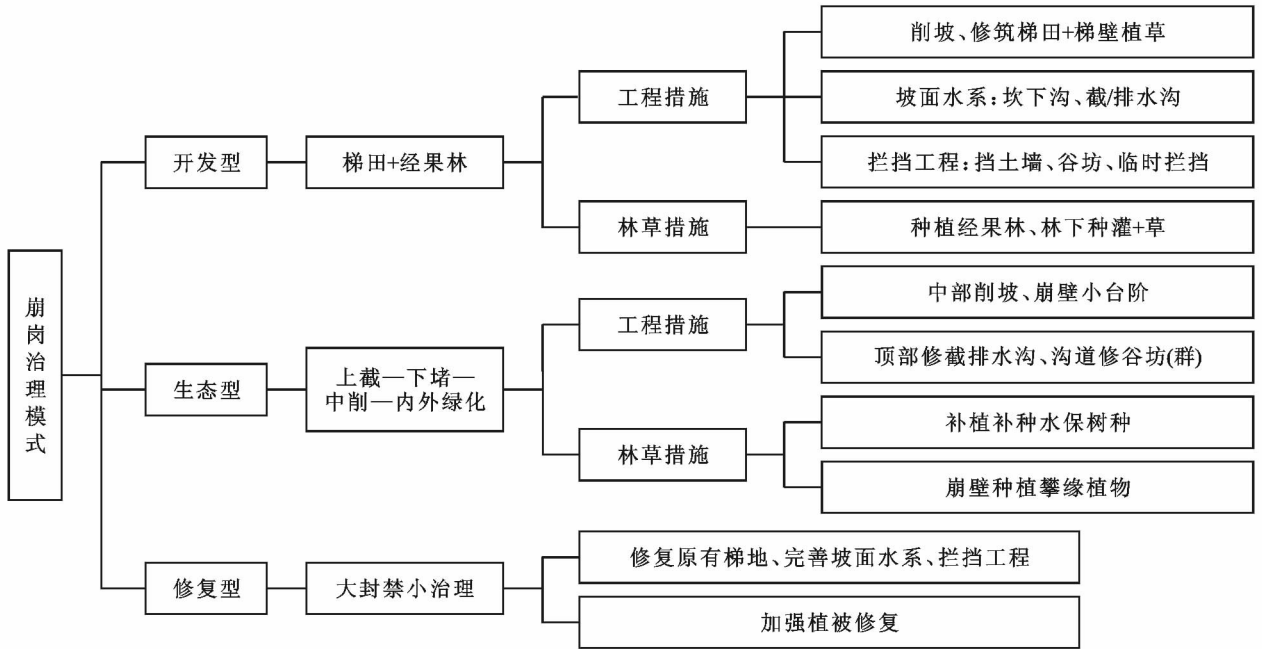 崩岗治理模式
开发型
梯田+经果林
工程措施
削坡、修筑梯田+梯壁植草
坡面水系:坎下沟、截/排水沟
拦挡工程:挡土墙、谷坊、临时拦挡
林草措施
种植经果林、林下种灌+草
生态型
上截—下堵—
中削—内外绿化
工程措施
中部削坡、崩壁小台阶
顶部修截排水沟、沟道修谷坊(群)
林草措施
补植补种水保树种
崩壁种植攀缘植物
修复型
大封禁小治理
修复原有梯地、完善坡面水系、拦挡工程
加强植被修复